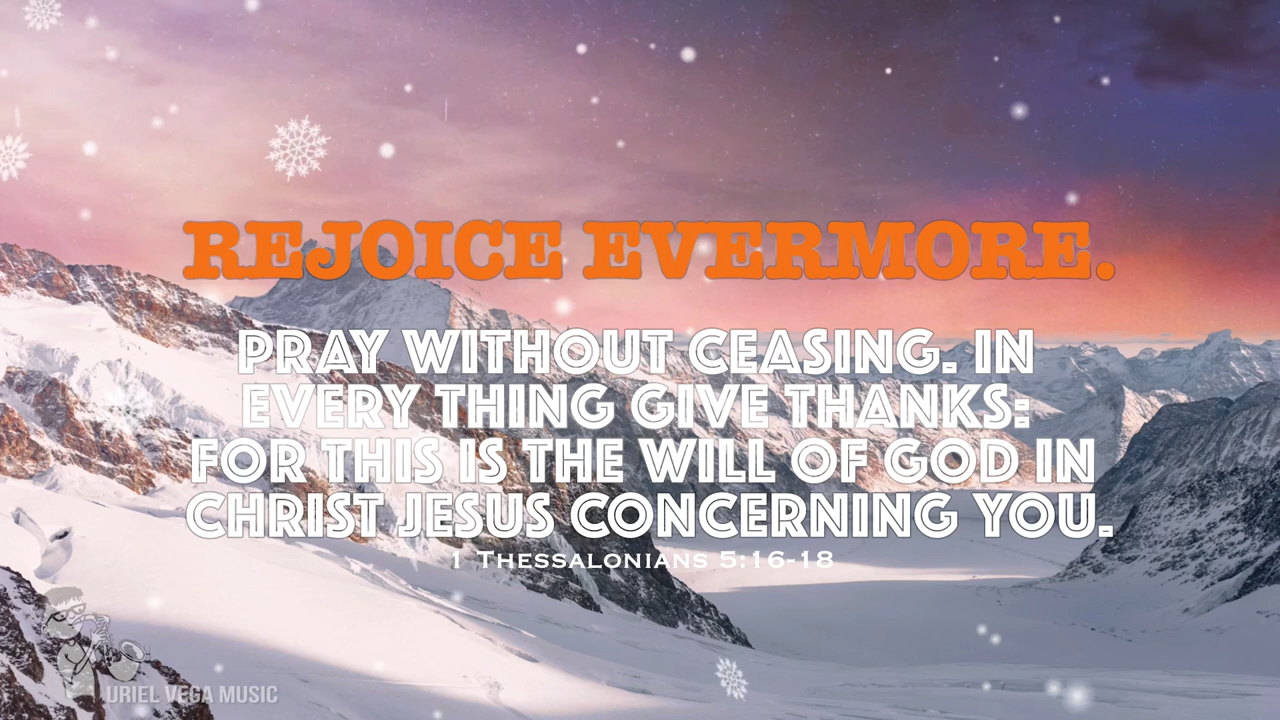 REJOICE EVERMORE.
PRAY WITHOUT CEASING. IN
EVERY THING GIVE THANKS:
FOR THIS IS THE WILL OF GOD IN
CHRIST JESUS CONCERNING YOU.
1 THESSALONIANS 5:16-18
URIEL VEGA MUSIC